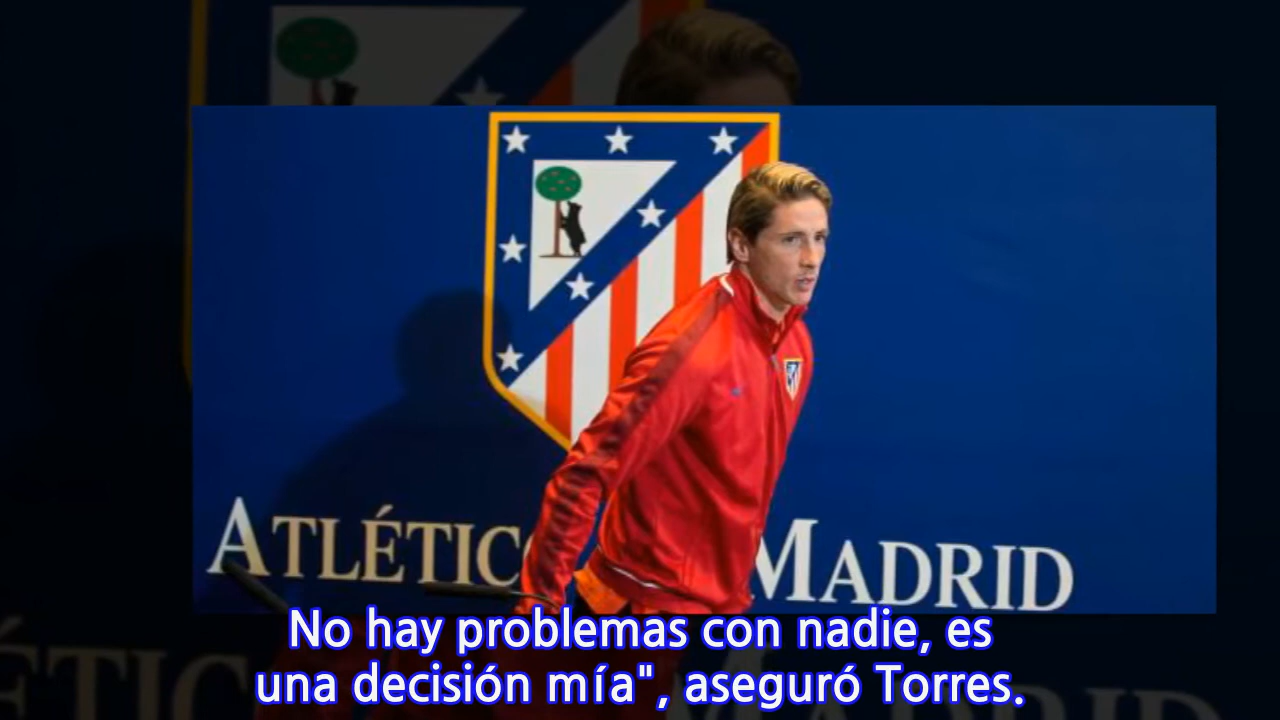 ATLÉTICO MADRID
No hay problemas con nadie, es
una decisión mía", aseguró Torres.